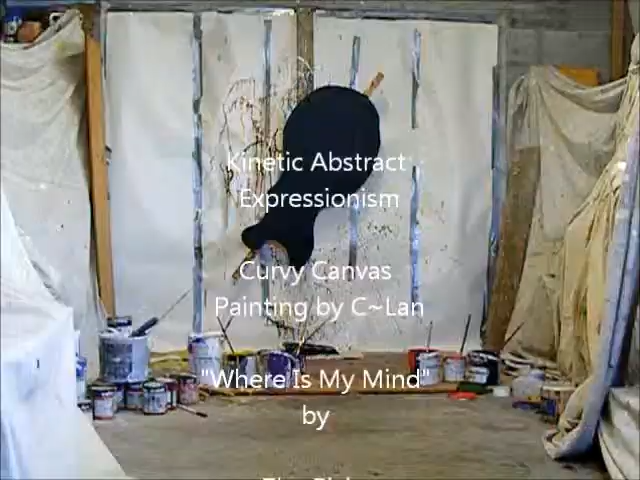 Kinetic Abstract
Expressionism
Curvy Canvas
Painting by C~Lan
"Where Is My Mind"
by